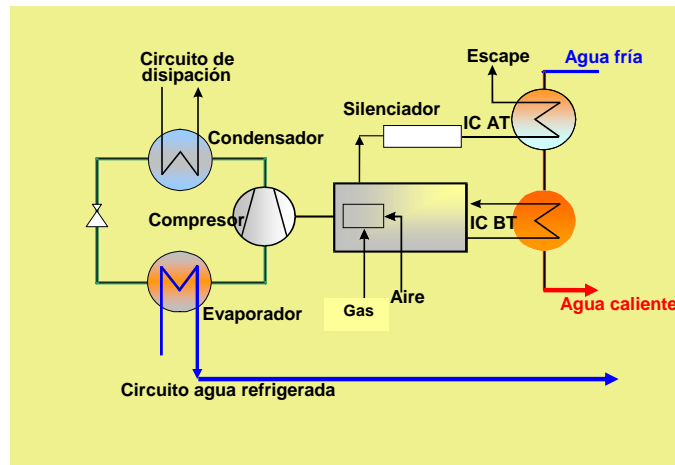 Circuito de
disipación
Escape
Agua fría
Silenciador
IC AT
Condensador
Compresor
IC BT
Evaporador
Gas
Aire
Agua caliente
Circuito agua refrigerada